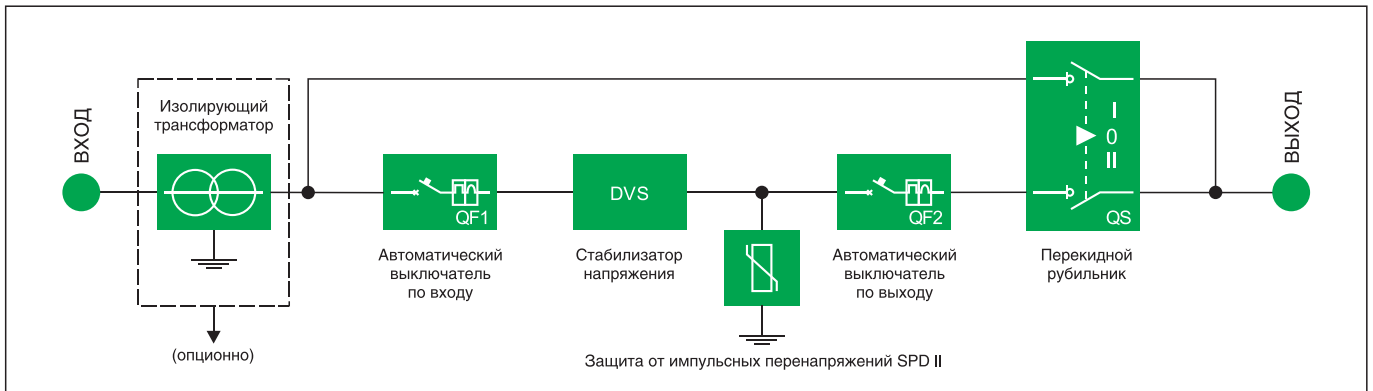 ВХОД
Изолирующий
трансформатор
(опционно)
QF1
Автоматический
выключатель
по входу
DVS
Стабилизатор
напряжения
Защита от импульсных перенапряжений SPD II
QF2
Автоматический
выключатель
по выходу
I
0
II
QS
Перекидной
рубильник
ВЫХОД